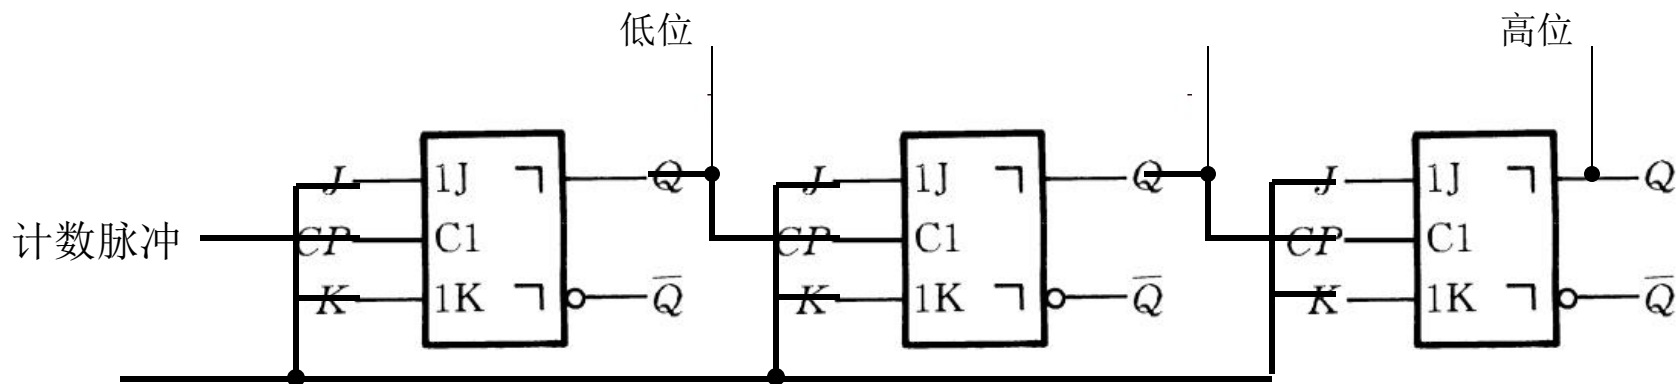 低位 高位
J 1J ¬ Q J 1J ¬ Q J 1J ¬ Q
计数脉冲 CP C1 CP C1 CP C1
K 1K ¬ Q̅ K 1K ¬ Q̅ K 1K ¬ Q̅